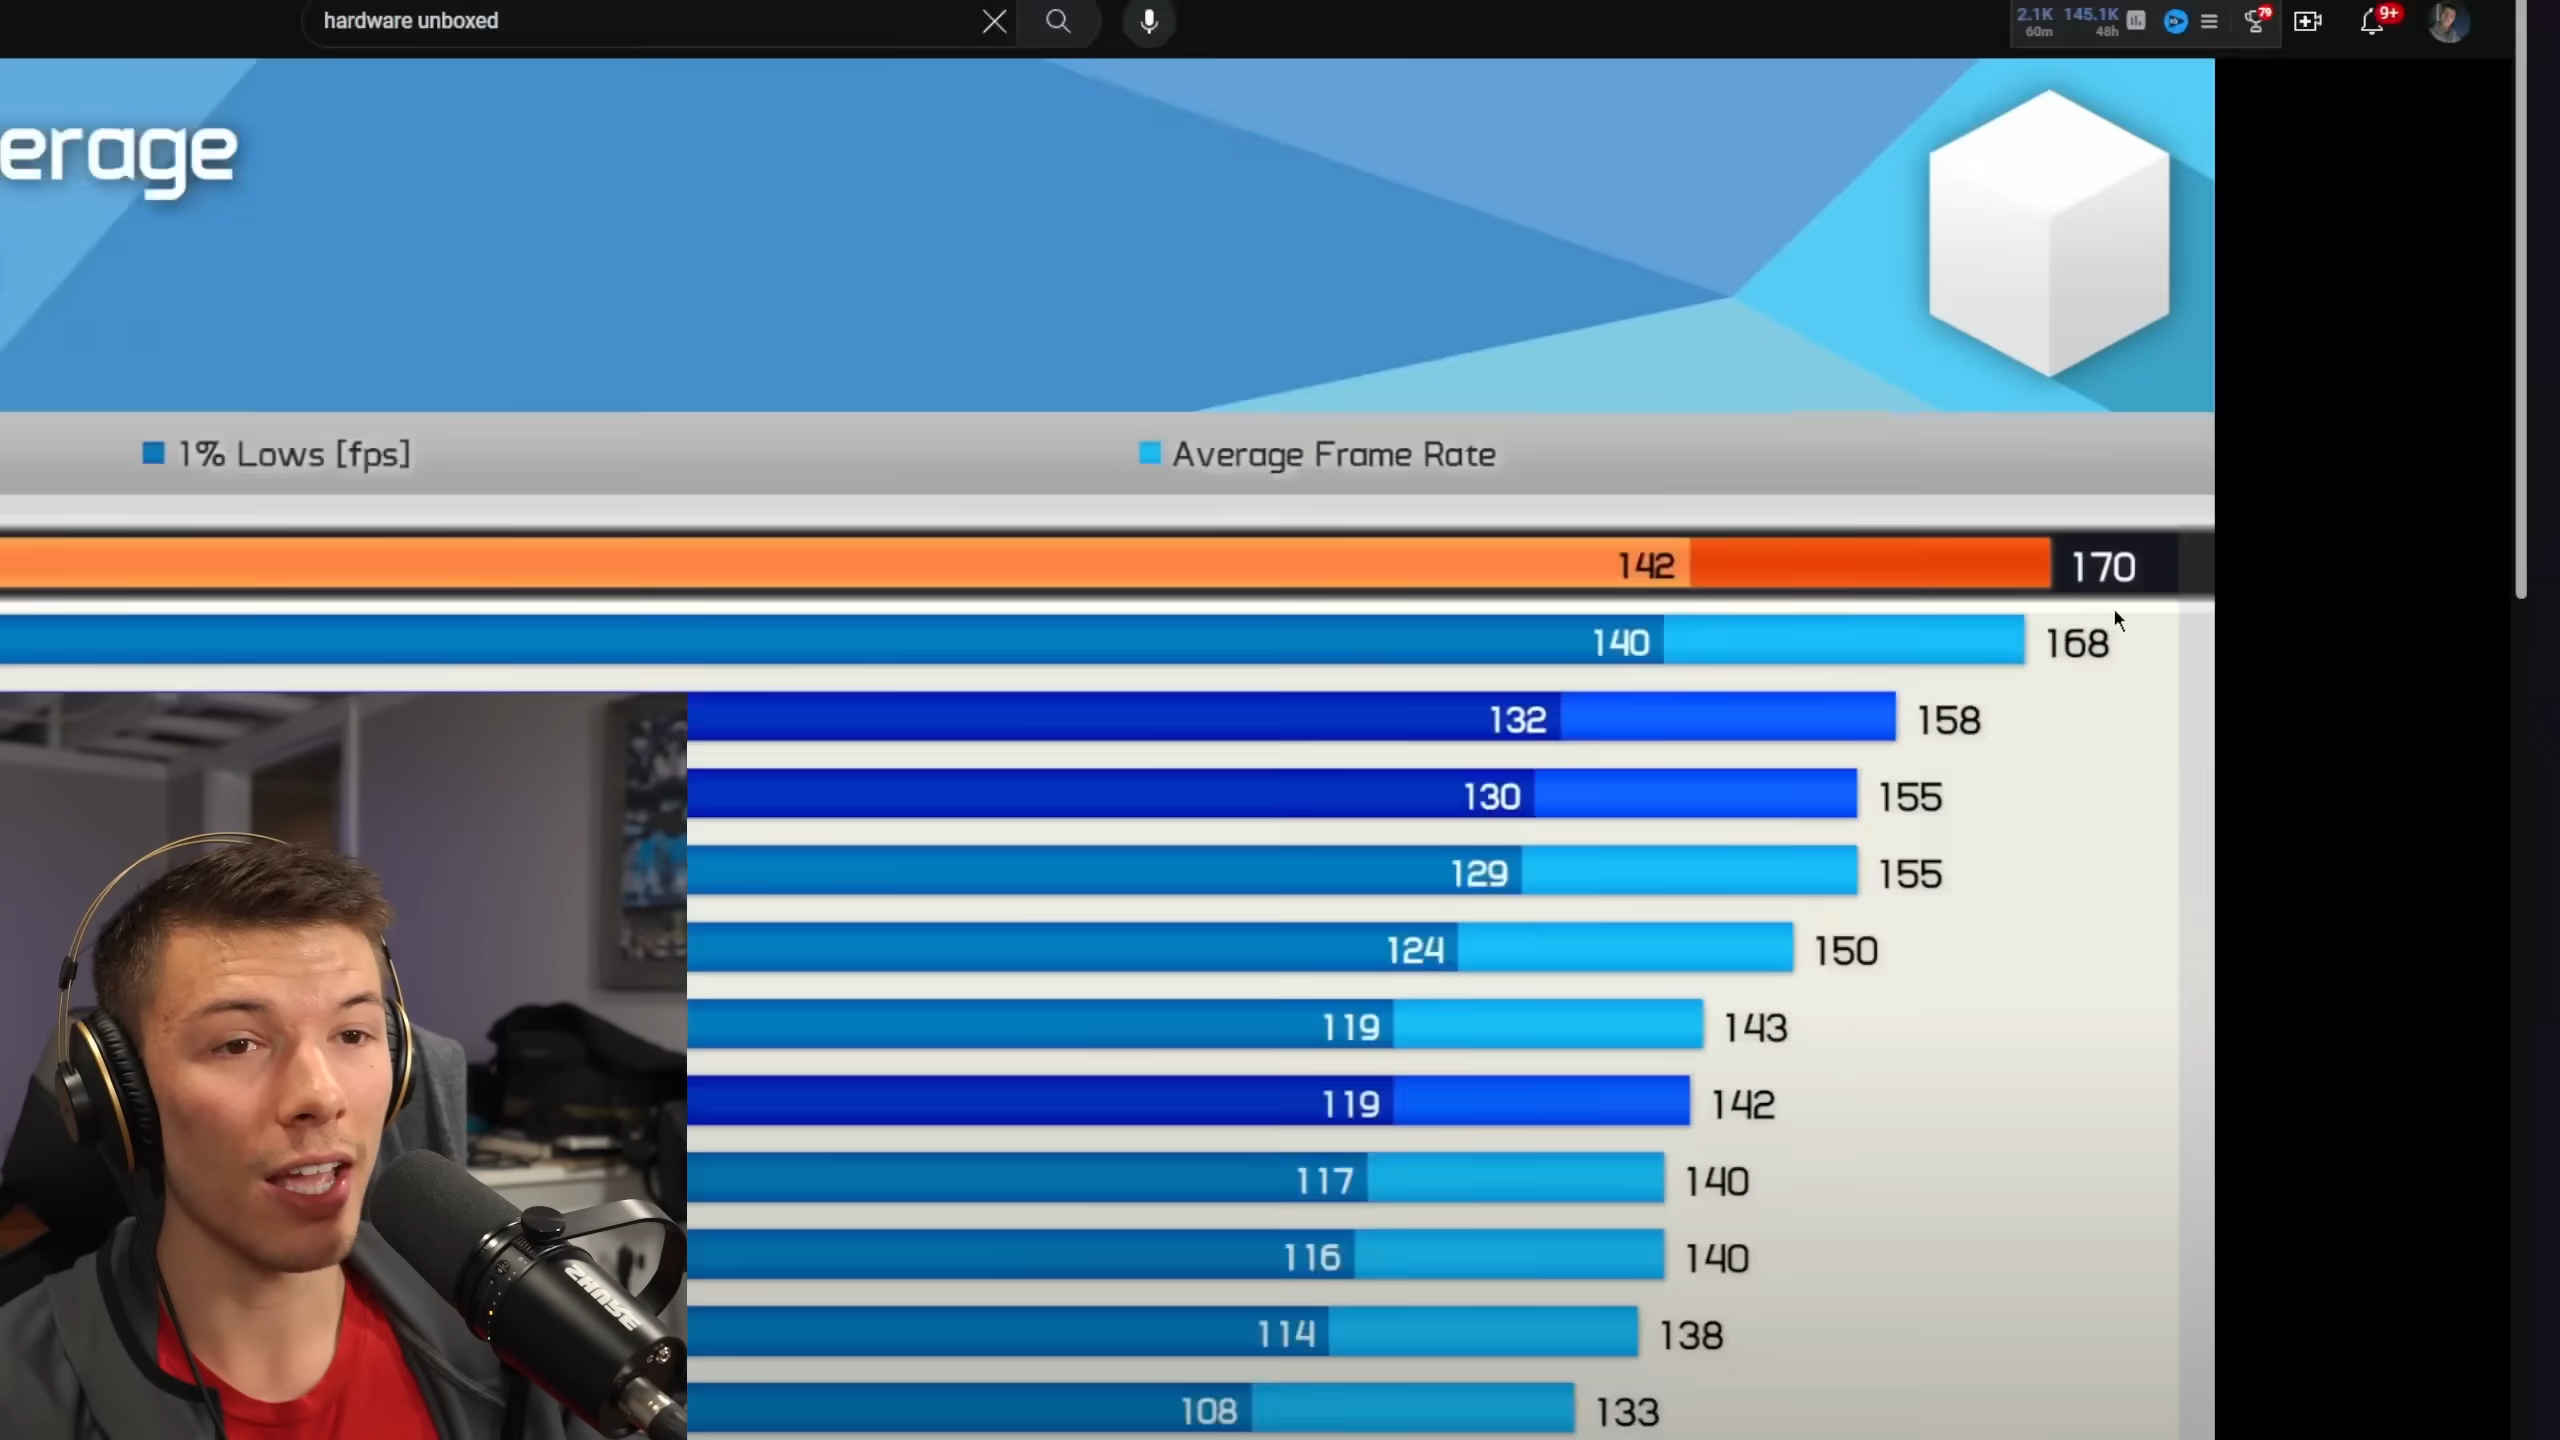 hardware unboxed
2.1K 145.1K
60m 48h
79
9+
erage
1% Lows [fps]
Average Frame Rate
142 170
140 168
132 158
130 155
129 155
124 150
119 143
119 142
117 140
116 140
114 138
108 133
SHURE